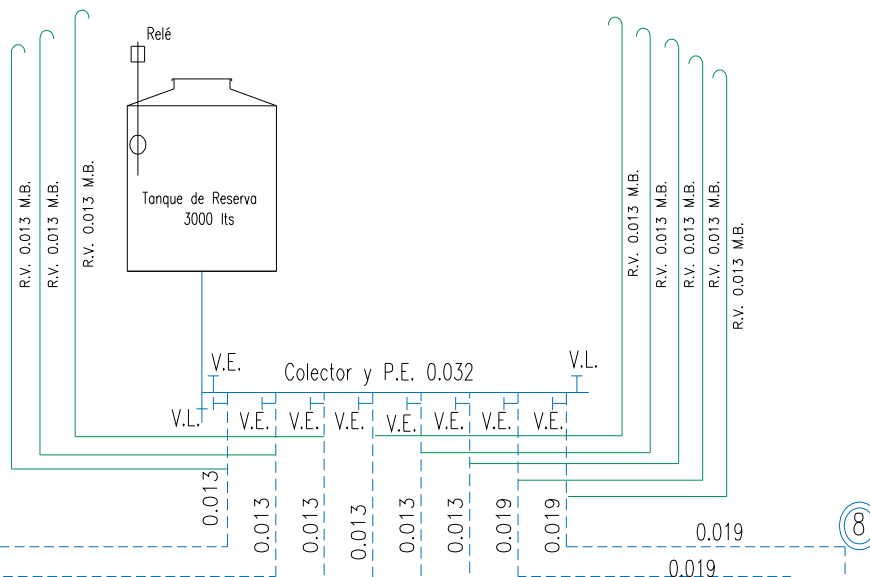 Relé
Tanque de Reserva
3000 lts
R.V. 0.013 M.B.
R.V. 0.013 M.B.
R.V. 0.013 M.B.
R.V. 0.013 M.B.
R.V. 0.013 M.B.
R.V. 0.013 M.B.
R.V. 0.013 M.B.
R.V. 0.013 M.B.
V.E.
Colector y P.E. 0.032
V.L.
V.L.
V.E.
V.E.
V.E.
V.E.
V.E.
V.E.
V.E.
0.013
0.013
0.013
0.013
0.013
0.013
0.019
0.019
0.019
8
0.019